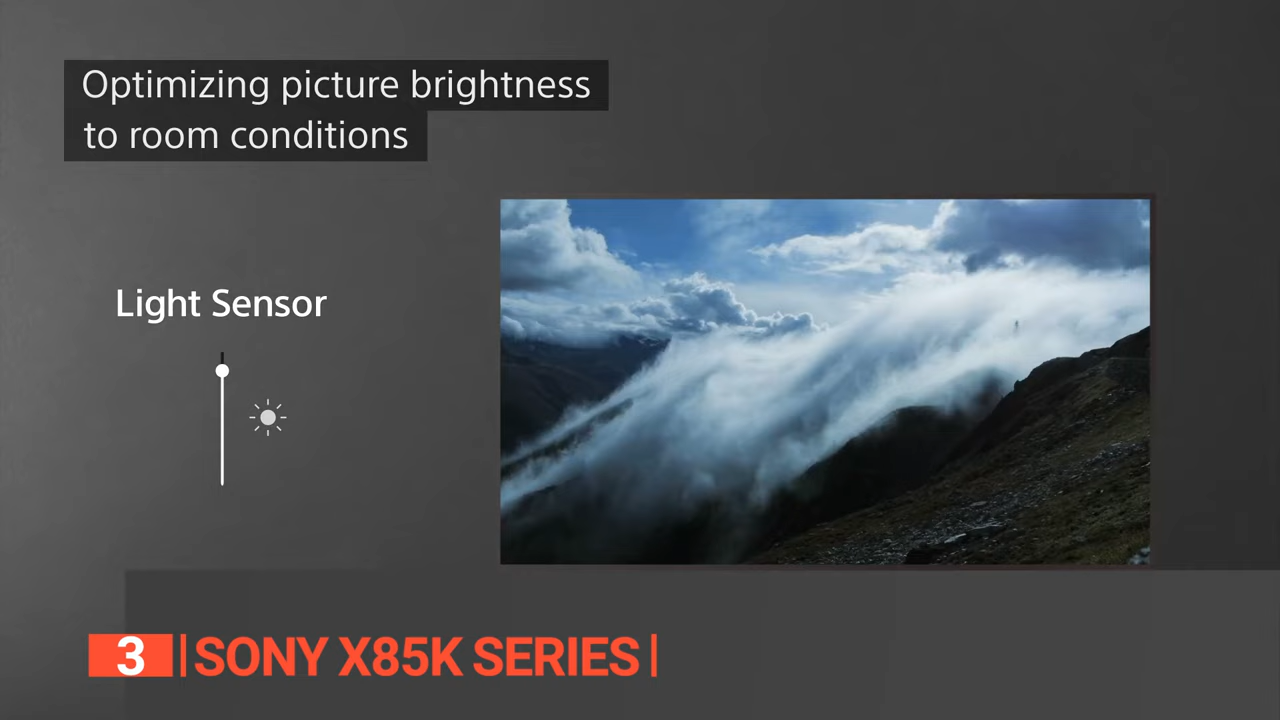 Optimizing picture brightness
to room conditions
Light Sensor
3 | SONY X85K SERIES |